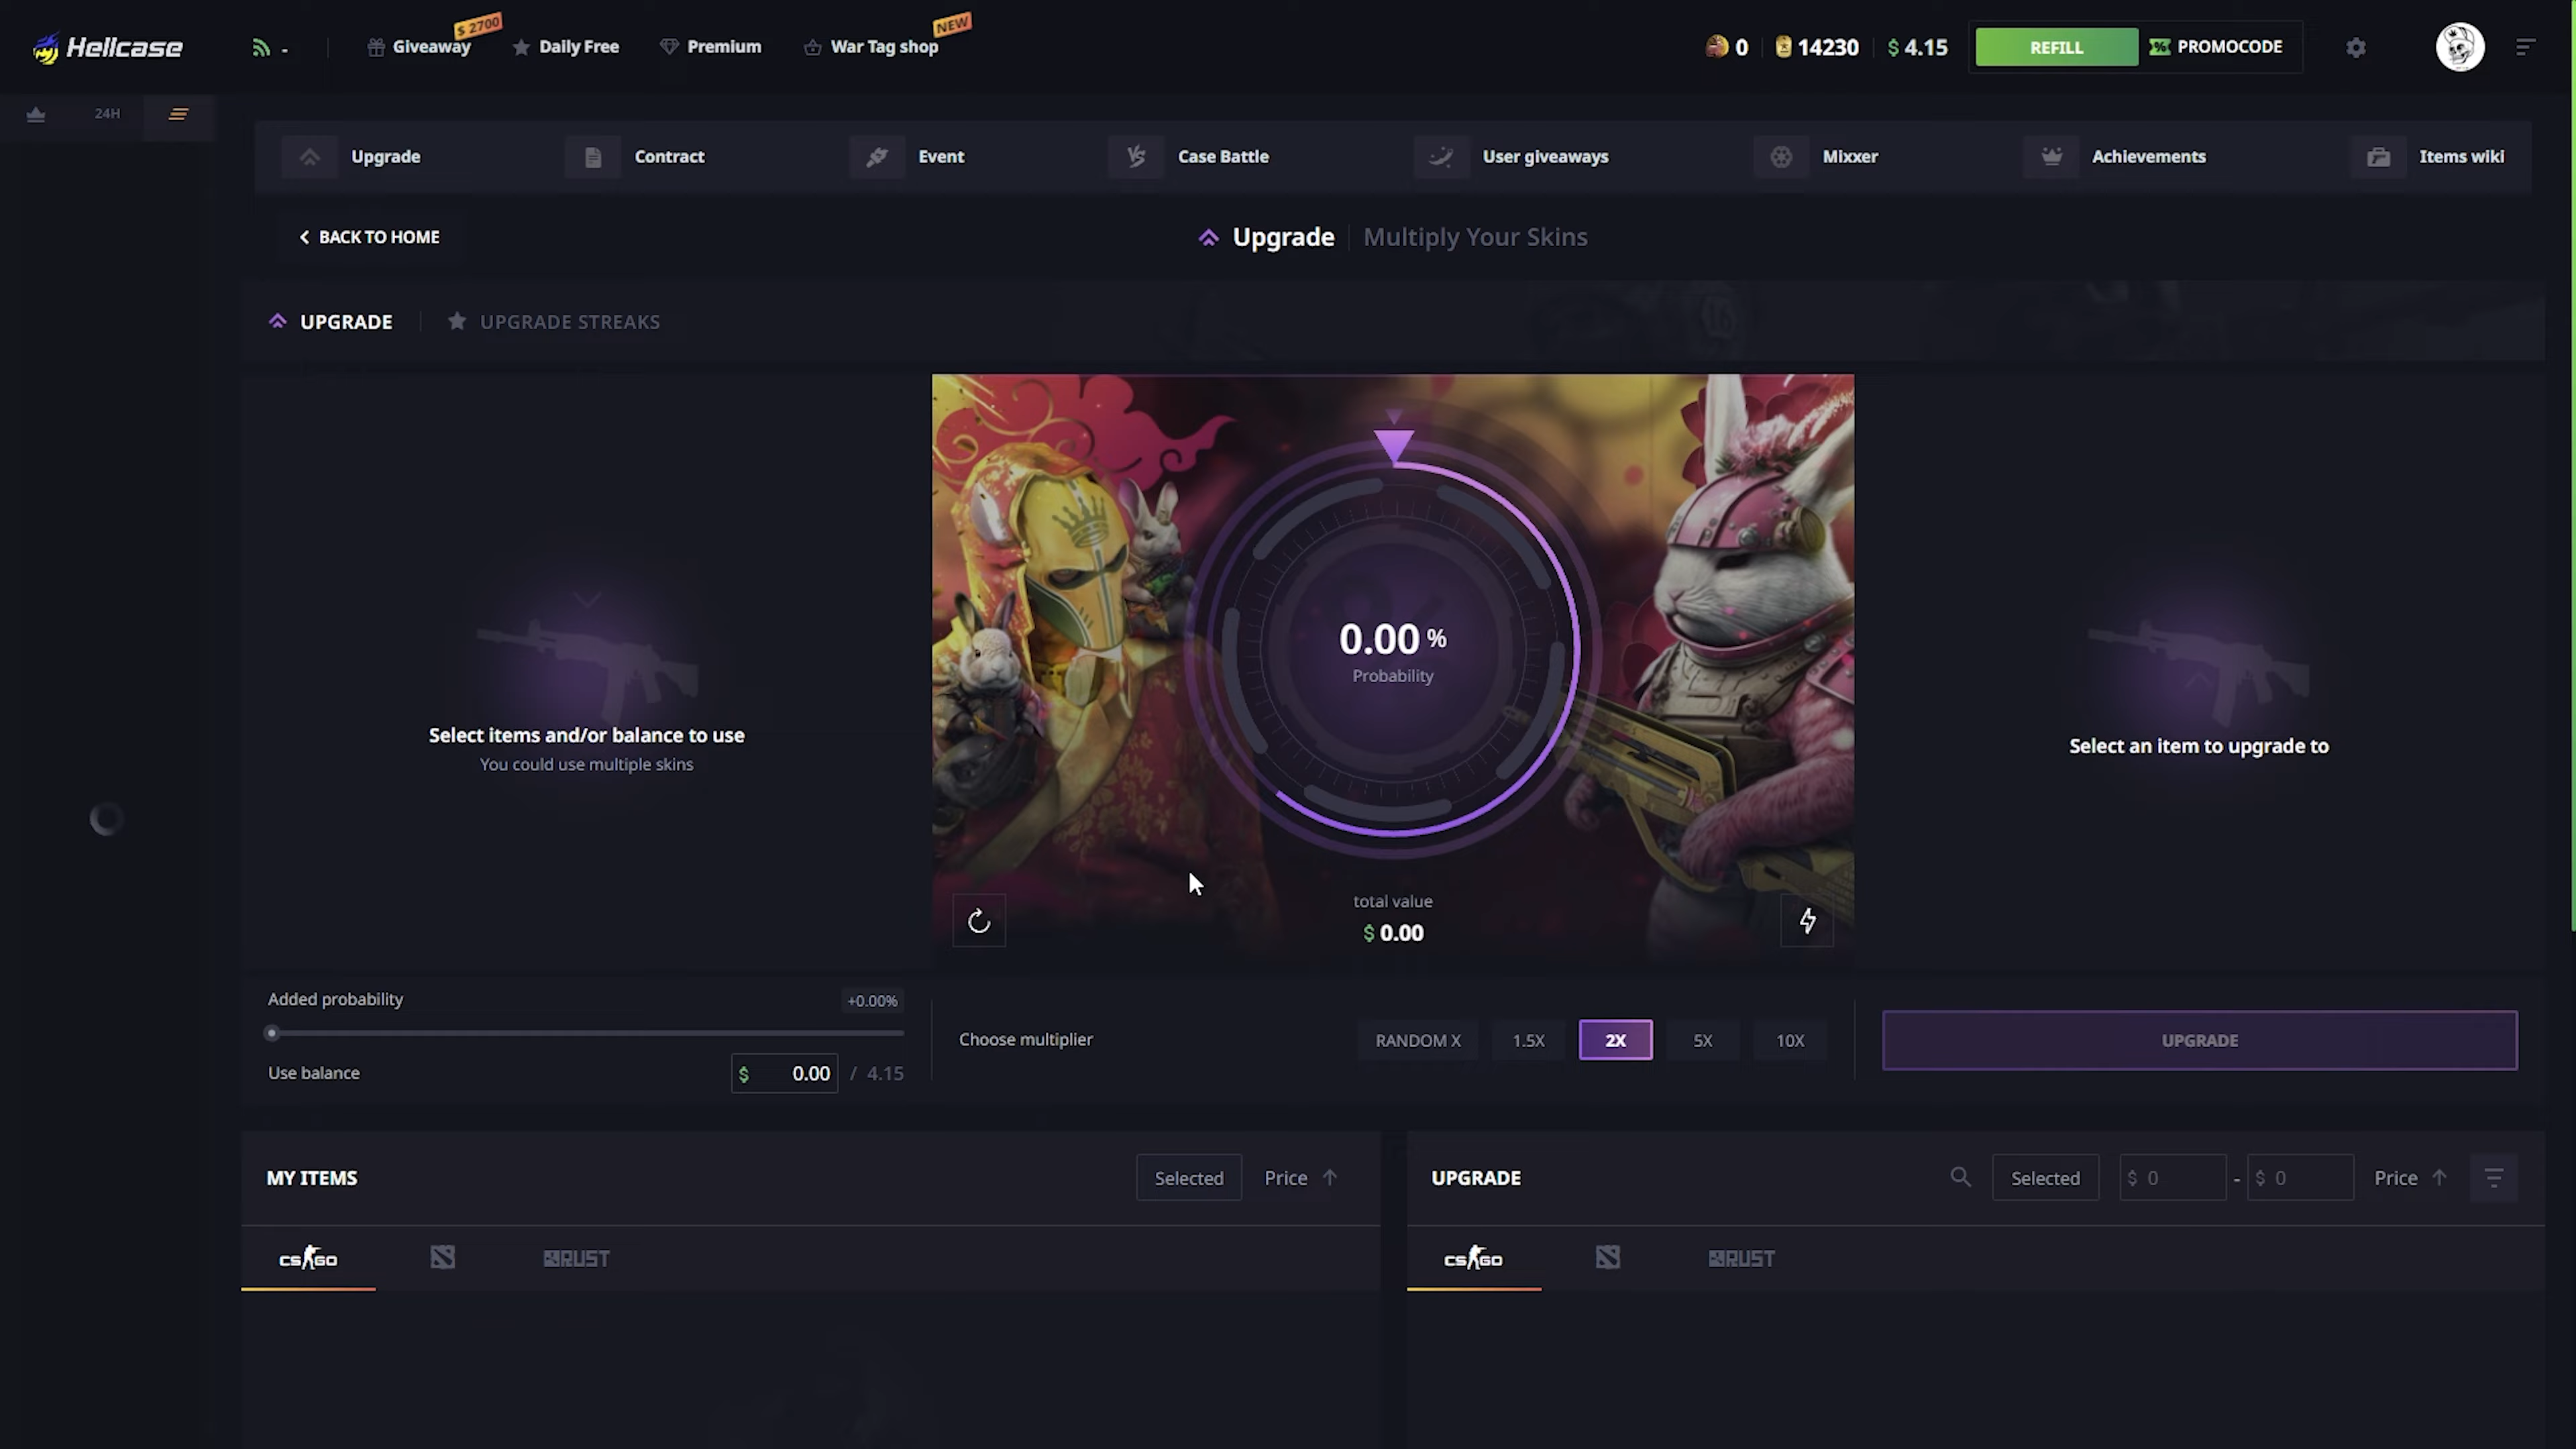 Hellcase
-
Giveaway
$ 2700
Daily Free
Premium
War Tag shop
NEW
0
14230
$ 4.15
REFILL
% PROMOCODE
24H
Upgrade
Contract
Event
VS Case Battle
User giveaways
Mixxer
Achievements
Items wiki
BACK TO HOME
Upgrade
Multiply Your Skins
UPGRADE
UPGRADE STREAKS
Select items and/or balance to use
You could use multiple skins
0.00 %
Probability
total value
$ 0.00
Select an item to upgrade to
Added probability
+0.00%
Use balance
$ 0.00 / 4.15
Choose multiplier
RANDOM X
1.5X
2X
5X
10X
UPGRADE
MY ITEMS
Selected
Price
UPGRADE
Selected
$ 0 - $ 0
Price
CS GO
RUST
CS GO
RUST